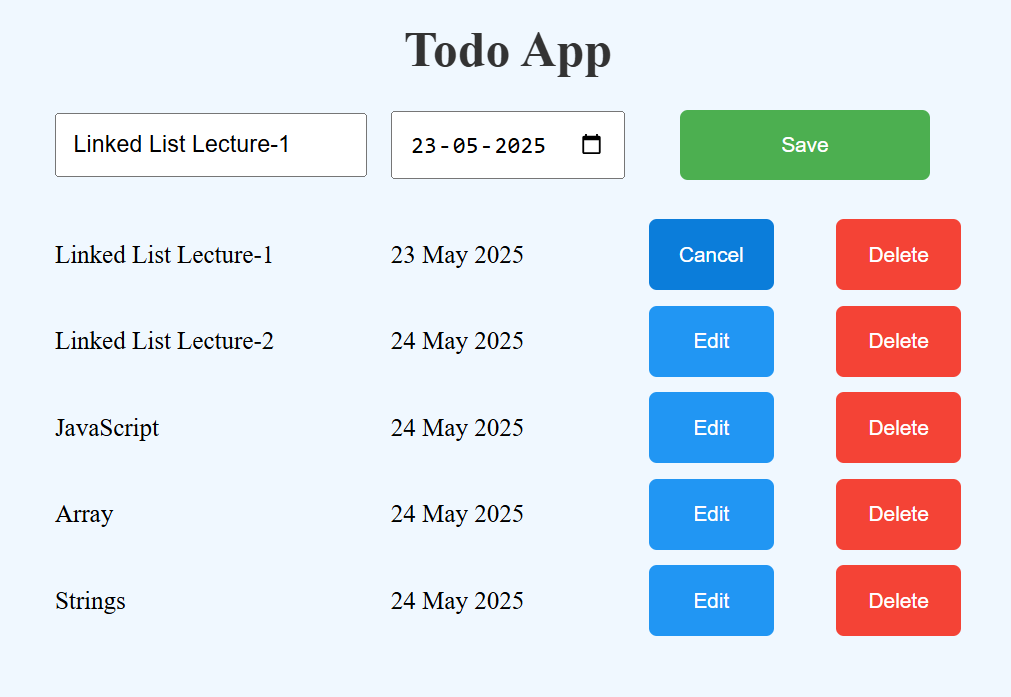 Todo App
Linked List Lecture-1 23-05-2025 Save
Linked List Lecture-1 23 May 2025 Cancel Delete
Linked List Lecture-2 24 May 2025 Edit Delete
JavaScript 24 May 2025 Edit Delete
Array 24 May 2025 Edit Delete
Strings 24 May 2025 Edit Delete